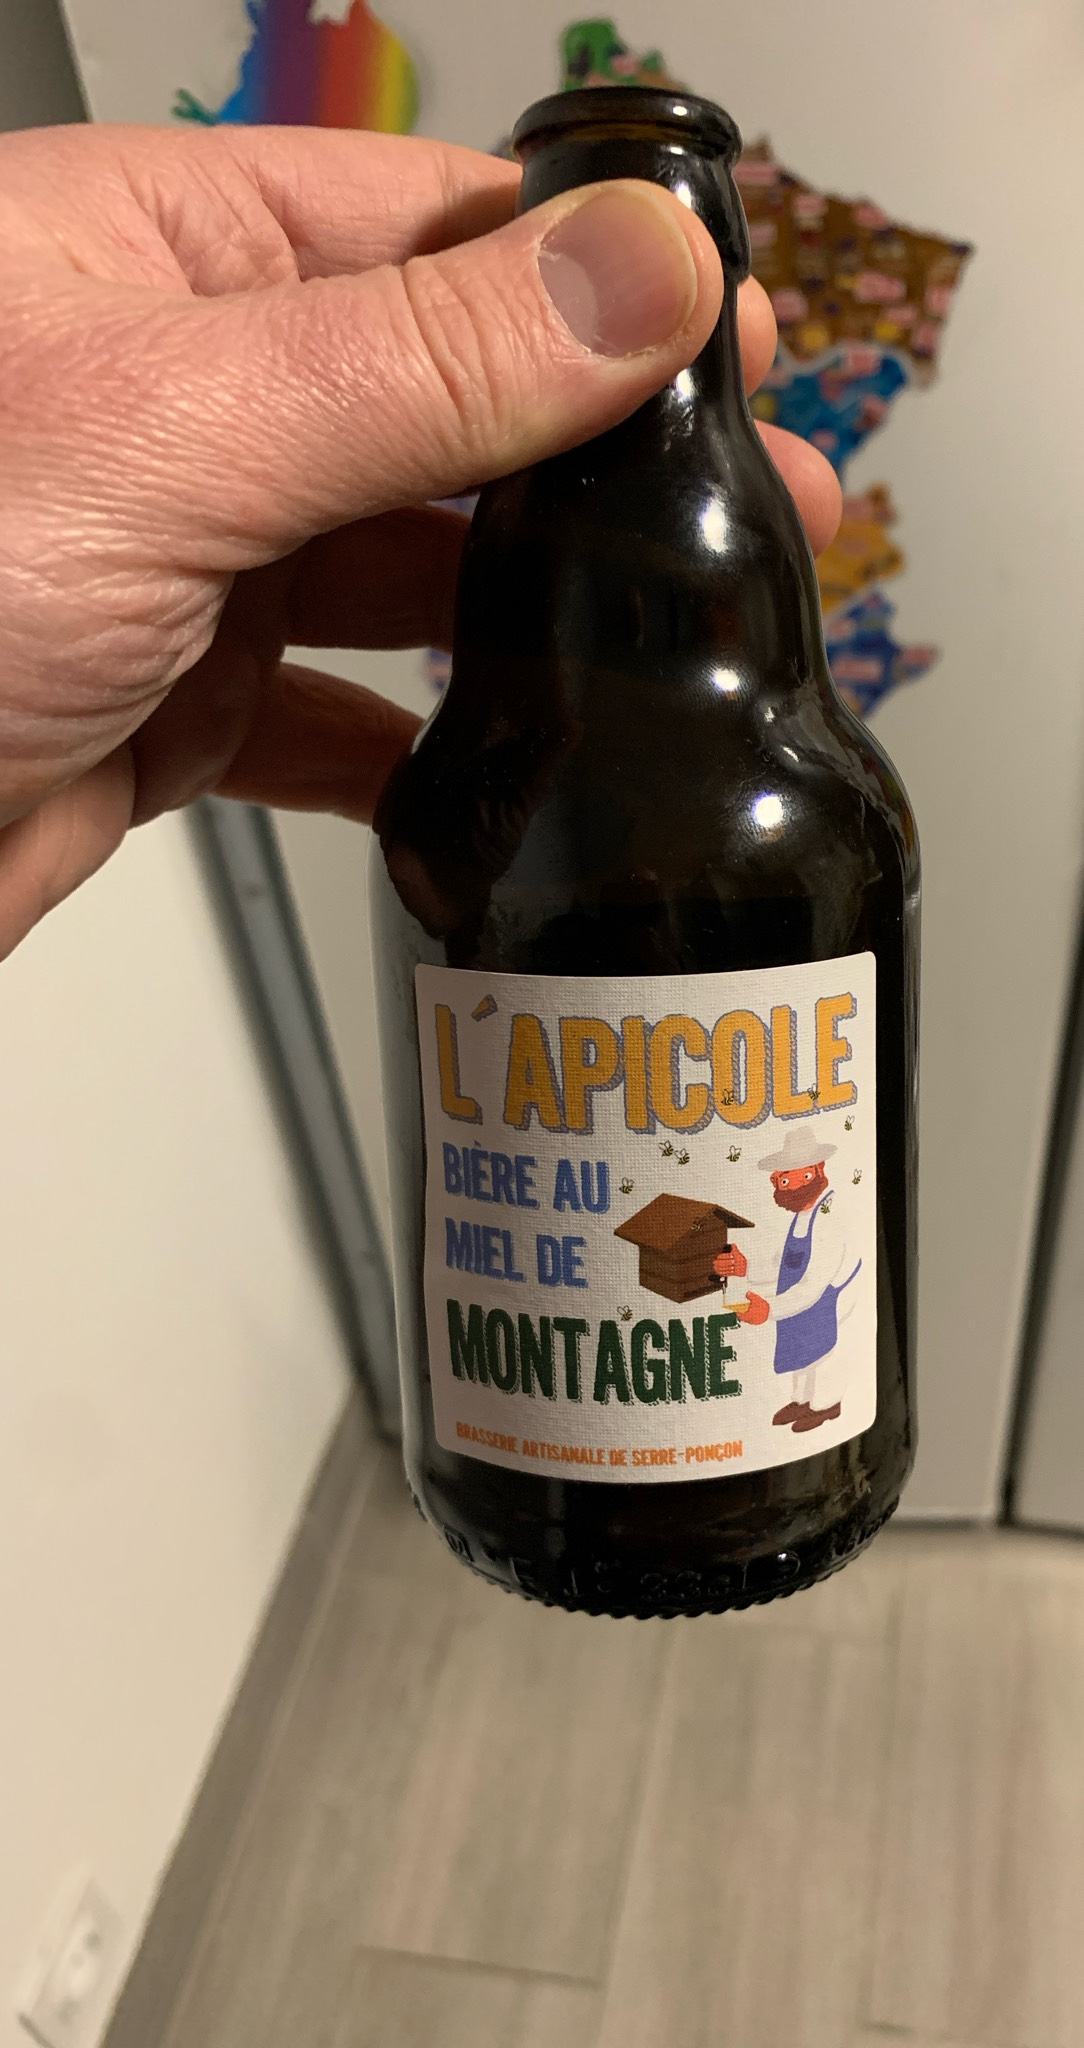 L'APICOLE
BIÈRE AU
MIEL DE
MONTAGNE
BRASSERIE ARTISANALE DE SERRE-PONÇON